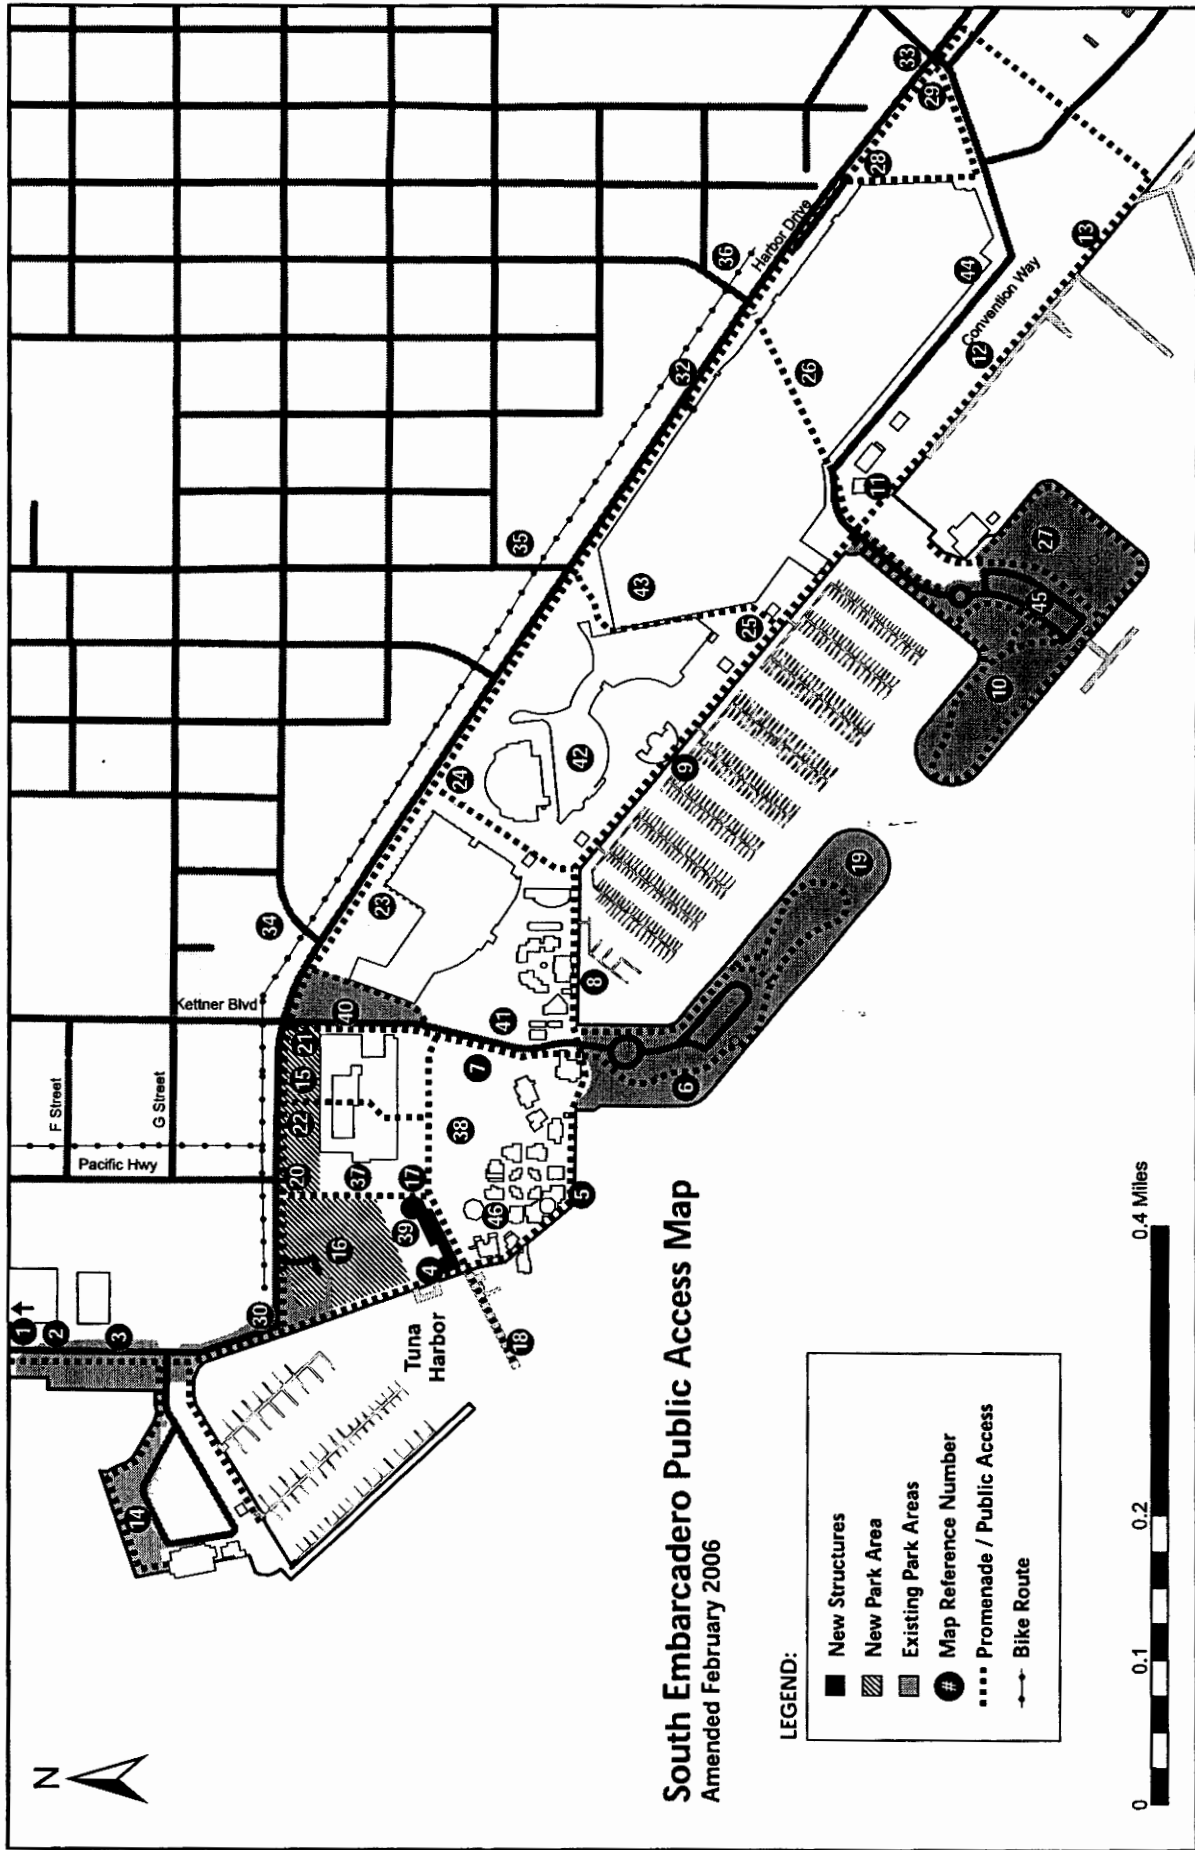 N
South Embarcadero Public Access Map
Amended February 2006
LEGEND:
New Structures
New Park Area
Existing Park Areas
# Map Reference Number
Promenade / Public Access
Bike Route
0 0.1 0.2 0.4 Miles
F Street
G Street
Pacific Hwy
Kettner Blvd
Harbor Drive
Convention Way
Tuna
Harbor
1
2
3
4
5
6
7
8
9
10
11
12
13
14
15
16
17
18
19
20
21
22
23
24
25
26
27
28
29
30
32
33
34
35
36
37
38
39
40
41
42
43
44
45
46